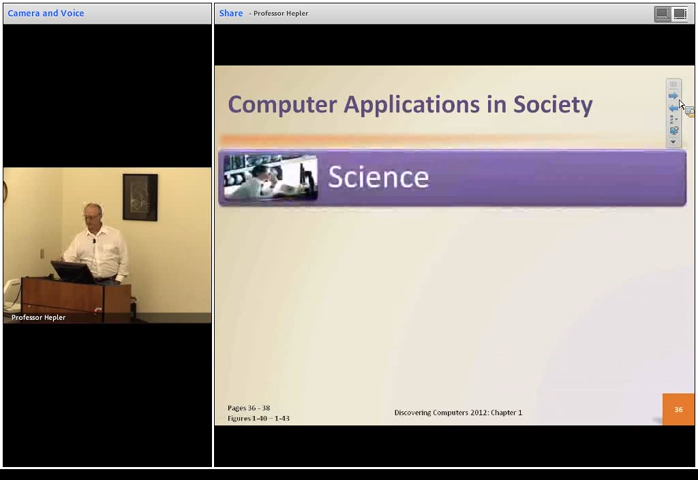 Camera and Voice
Share - Professor Hepler
Computer Applications in Society
Science
Professor Hepler
Pages 36 - 38
Figures 1-40 – 1-43
Discovering Computers 2012: Chapter 1
36